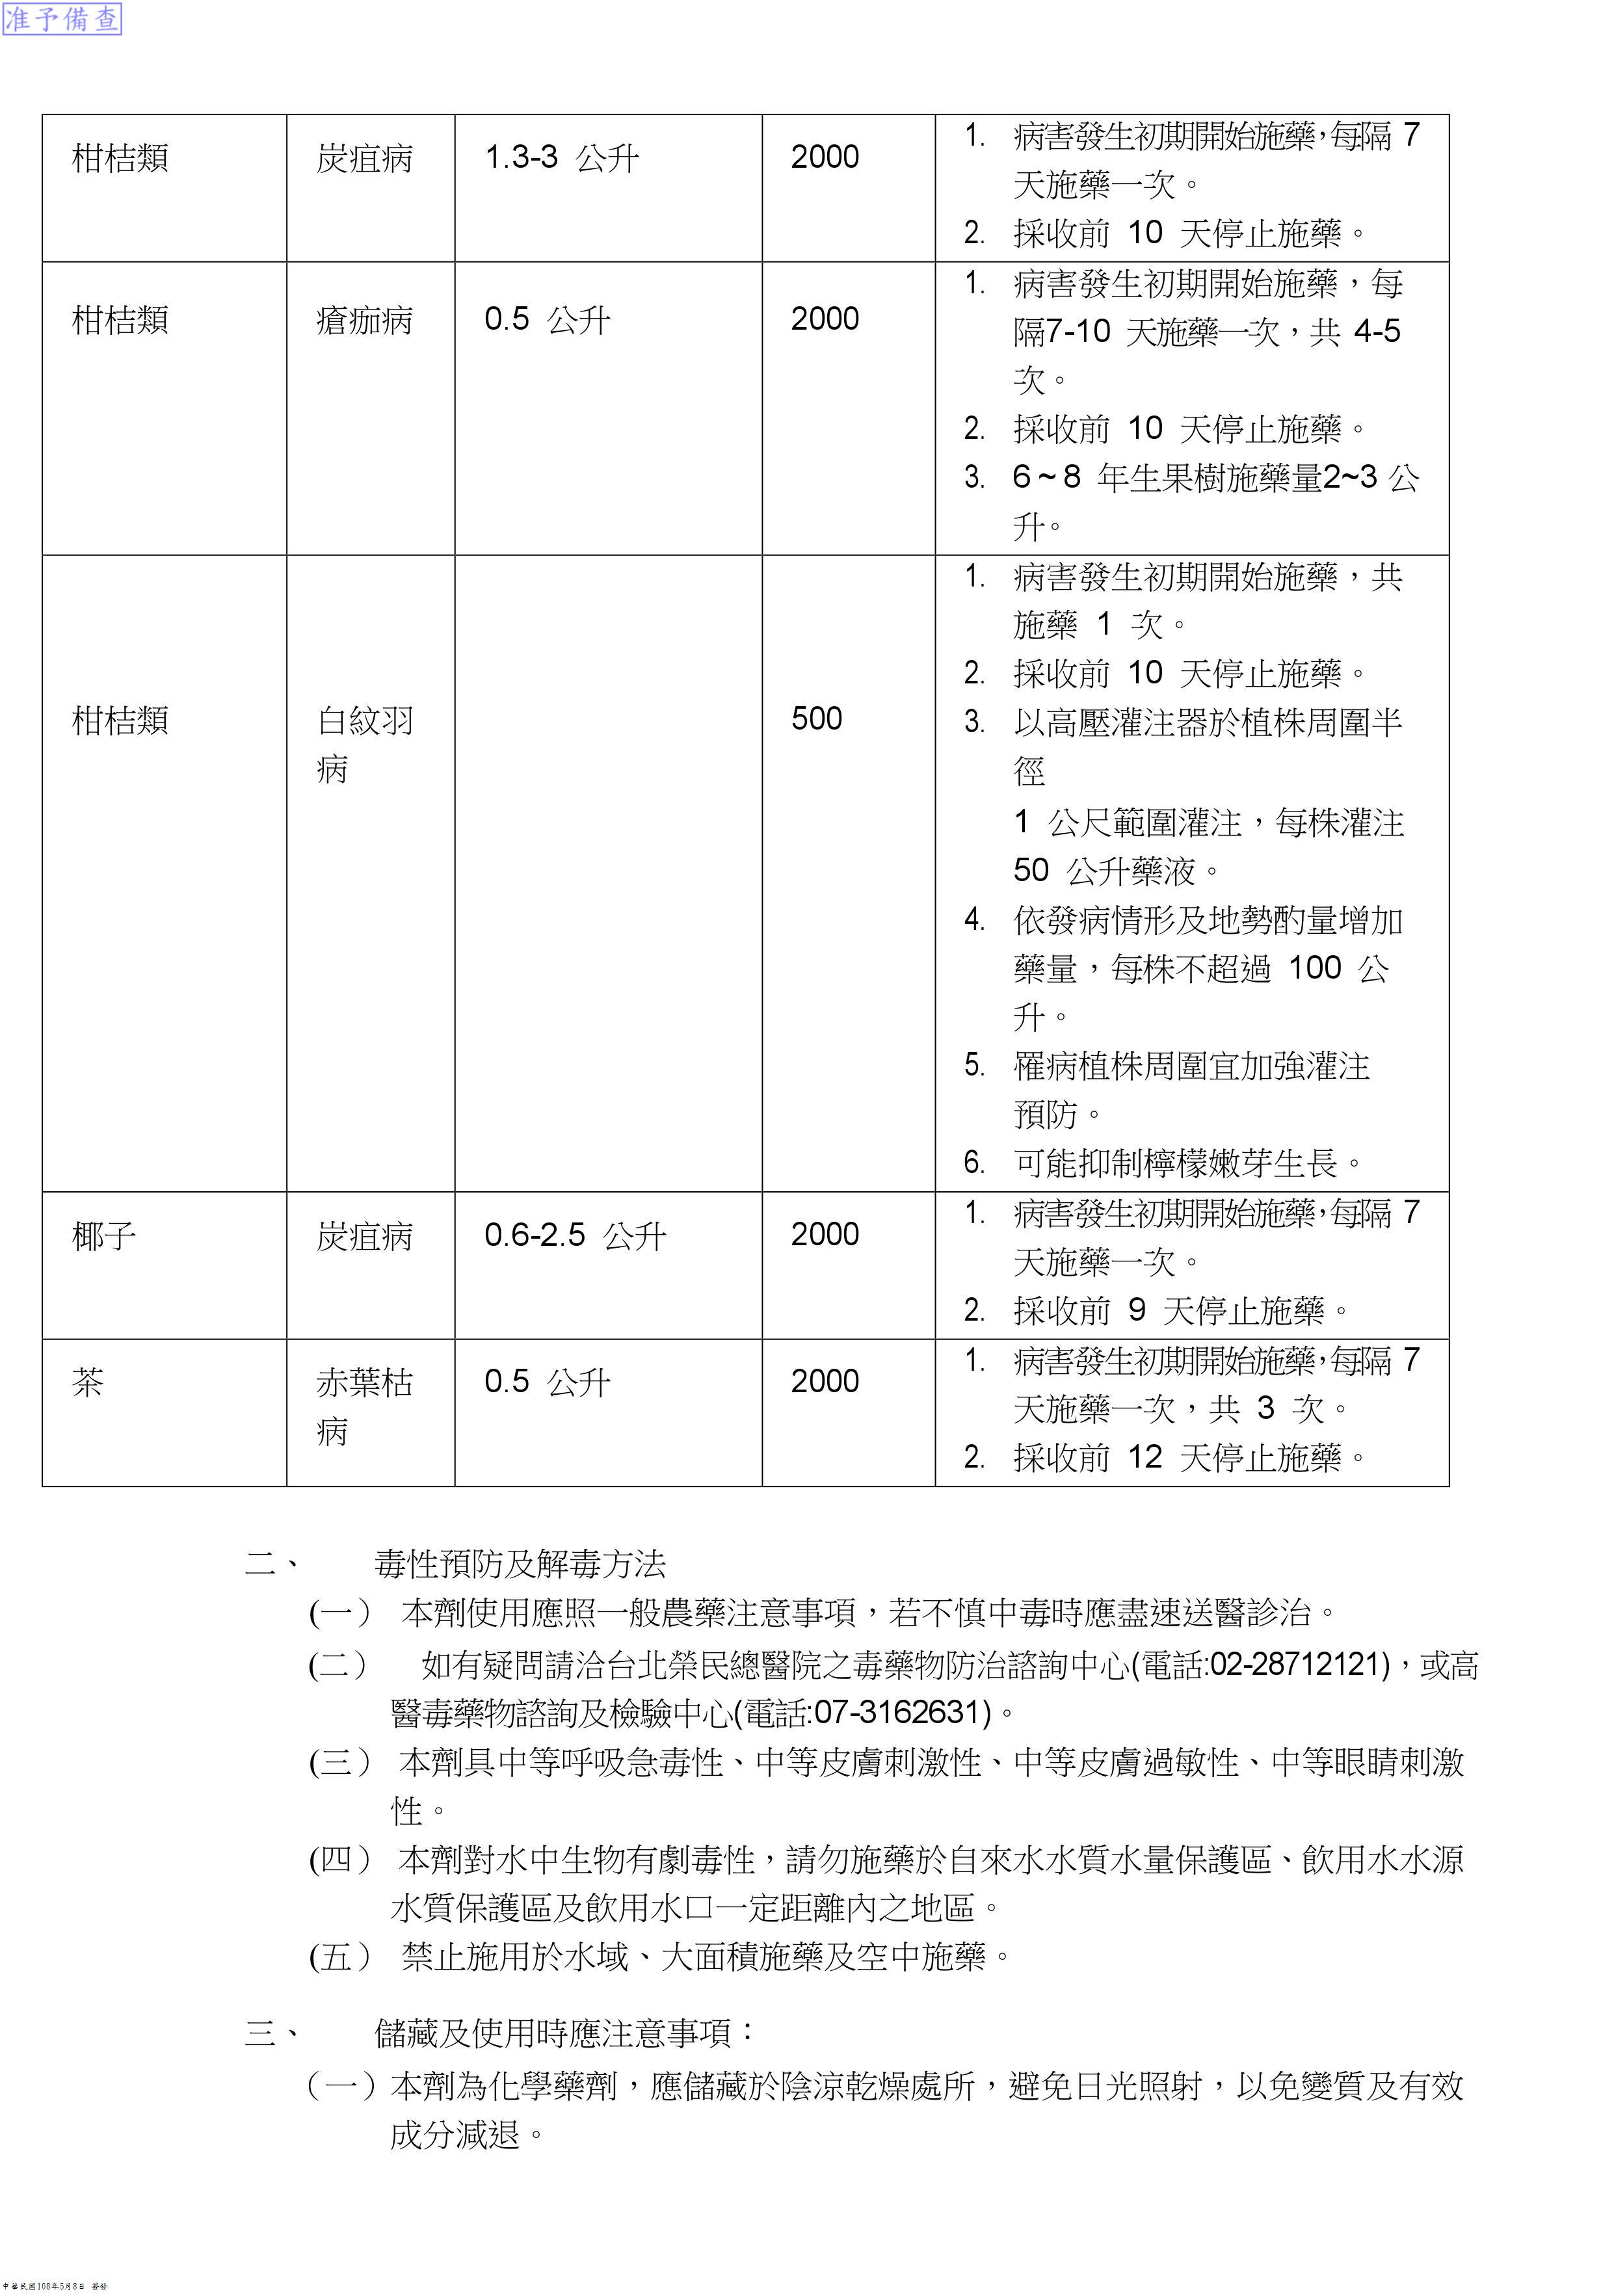 准予備查
柑桔類 炭疽病 1.3-3 公升 2000 1. 病害發生初期開始施藥，每隔 7
天施藥一次。
2. 採收前 10 天停止施藥。
柑桔類 瘡痂病 0.5 公升 2000 1. 病害發生初期開始施藥，每
隔7-10 天施藥一次，共 4-5
次。
2. 採收前 10 天停止施藥。
3. 6～8 年生果樹施藥量2~3 公
升。
柑桔類 白紋羽
病 500 1. 病害發生初期開始施藥，共
施藥 1 次。
2. 採收前 10 天停止施藥。
3. 以高壓灌注器於植株周圍半
徑
1 公尺範圍灌注，每株灌注
50 公升藥液。
4. 依發病情形及地勢酌量增加
藥量，每株不超過 100 公
升。
5. 罹病植株周圍宜加強灌注
預防。
6. 可能抑制檸檬嫩芽生長。
椰子 炭疽病 0.6-2.5 公升 2000 1. 病害發生初期開始施藥，每隔 7
天施藥一次。
2. 採收前 9 天停止施藥。
茶 赤葉枯
病 0.5 公升 2000 1. 病害發生初期開始施藥，每隔 7
天施藥一次，共 3 次。
2. 採收前 12 天停止施藥。
二、 毒性預防及解毒方法
(一） 本劑使用應照一般農藥注意事項，若不慎中毒時應盡速送醫診治。
(二） 如有疑問請洽台北榮民總醫院之毒藥物防治諮詢中心(電話:02-28712121)，或高
醫毒藥物諮詢及檢驗中心(電話:07-3162631)。
(三） 本劑具中等呼吸急毒性、中等皮膚刺激性、中等皮膚過敏性、中等眼睛刺激
性。
(四） 本劑對水中生物有劇毒性，請勿施藥於自來水水質水量保護區、飲用水水源
水質保護區及飲用水口一定距離內之地區。
(五） 禁止施用於水域、大面積施藥及空中施藥。
三、 儲藏及使用時應注意事項：
（一）本劑為化學藥劑，應儲藏於陰涼乾燥處所，避免日光照射，以免變質及有效
成分減退。
中華民國108年5月8日 簽發